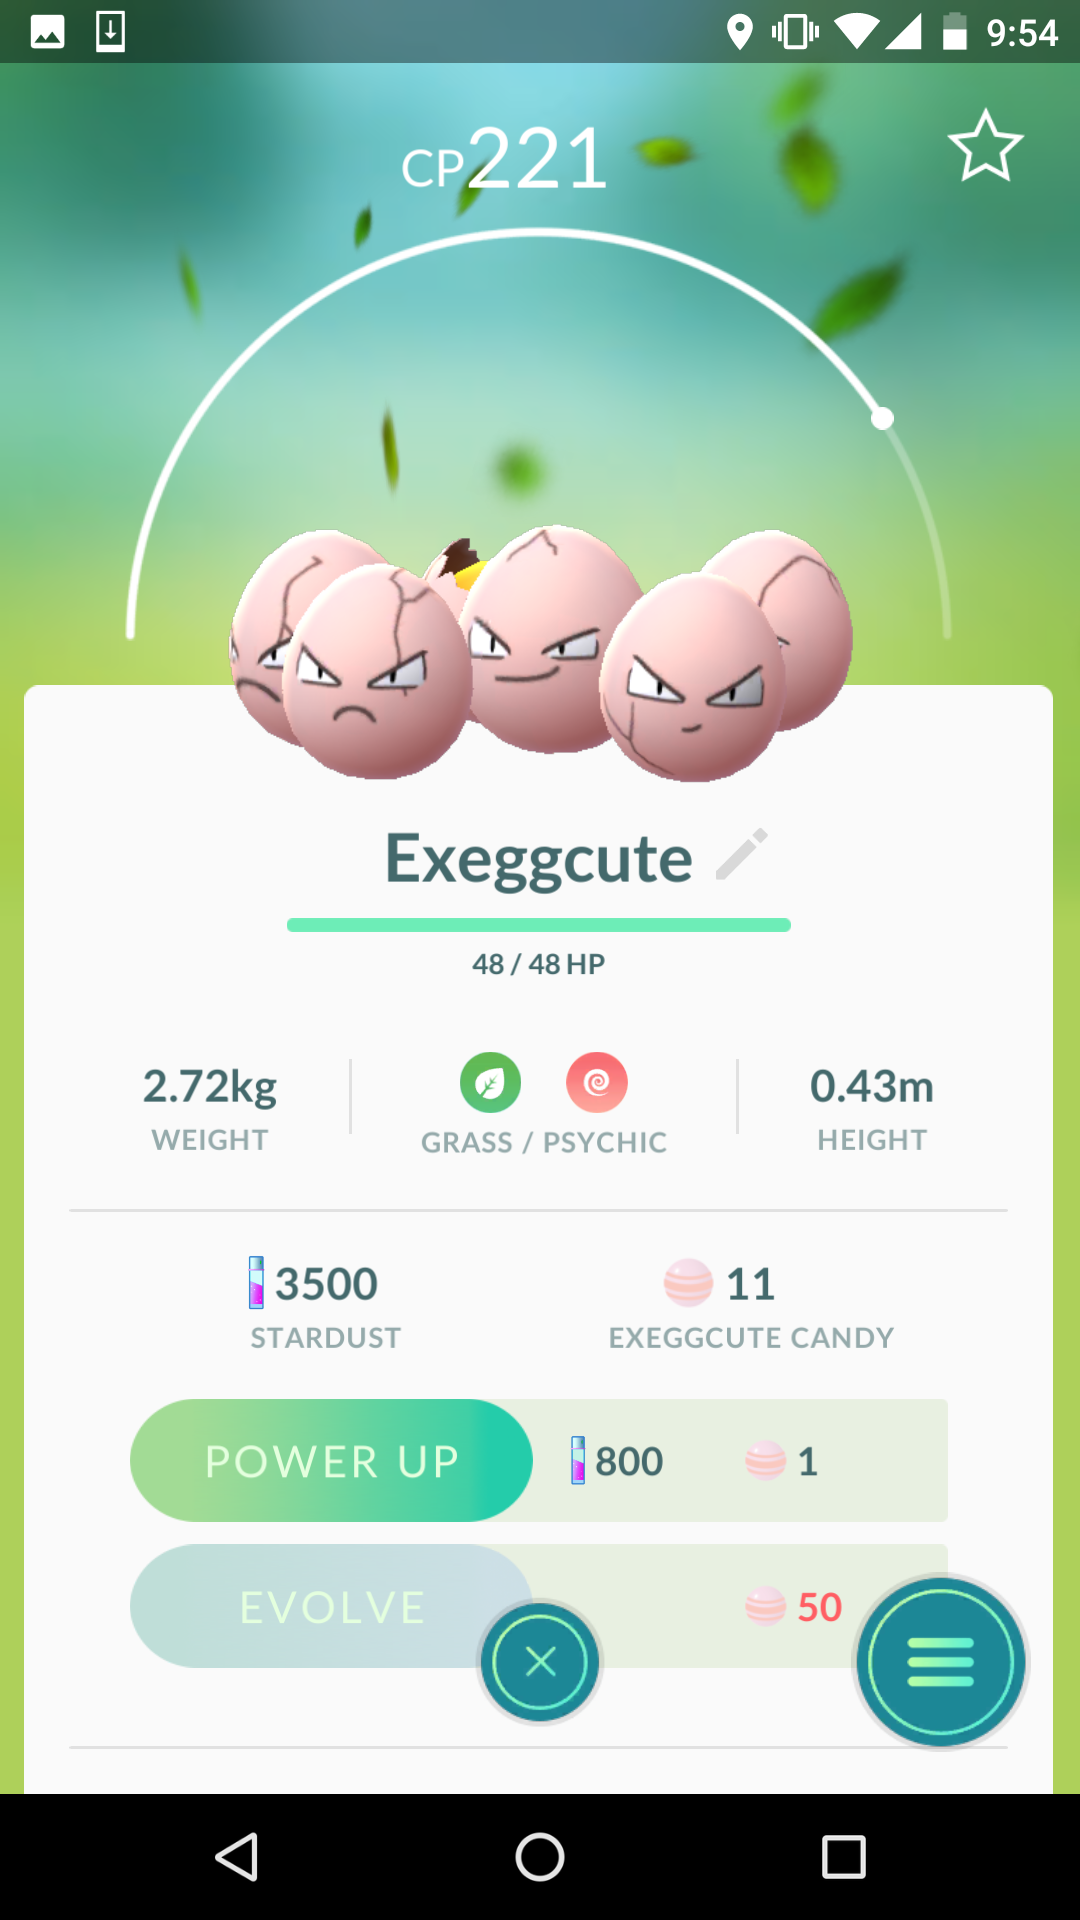 9:54
CP221
Exeggcute
48 / 48 HP
2.72kg
WEIGHT
GRASS / PSYCHIC
0.43m
HEIGHT
3500
STARDUST
11
EXEGGCUTE CANDY
POWER UP 800 1
EVOLVE 50